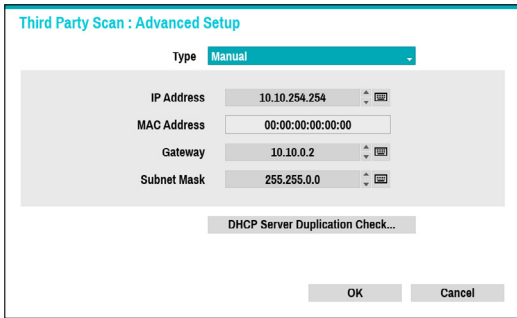 Third Party Scan : Advanced Setup
Type Manual
IP Address 10.10.254.254
MAC Address 00:00:00:00:00:00
Gateway 10.10.0.2
Subnet Mask 255.255.0.0
DHCP Server Duplication Check...
OK Cancel